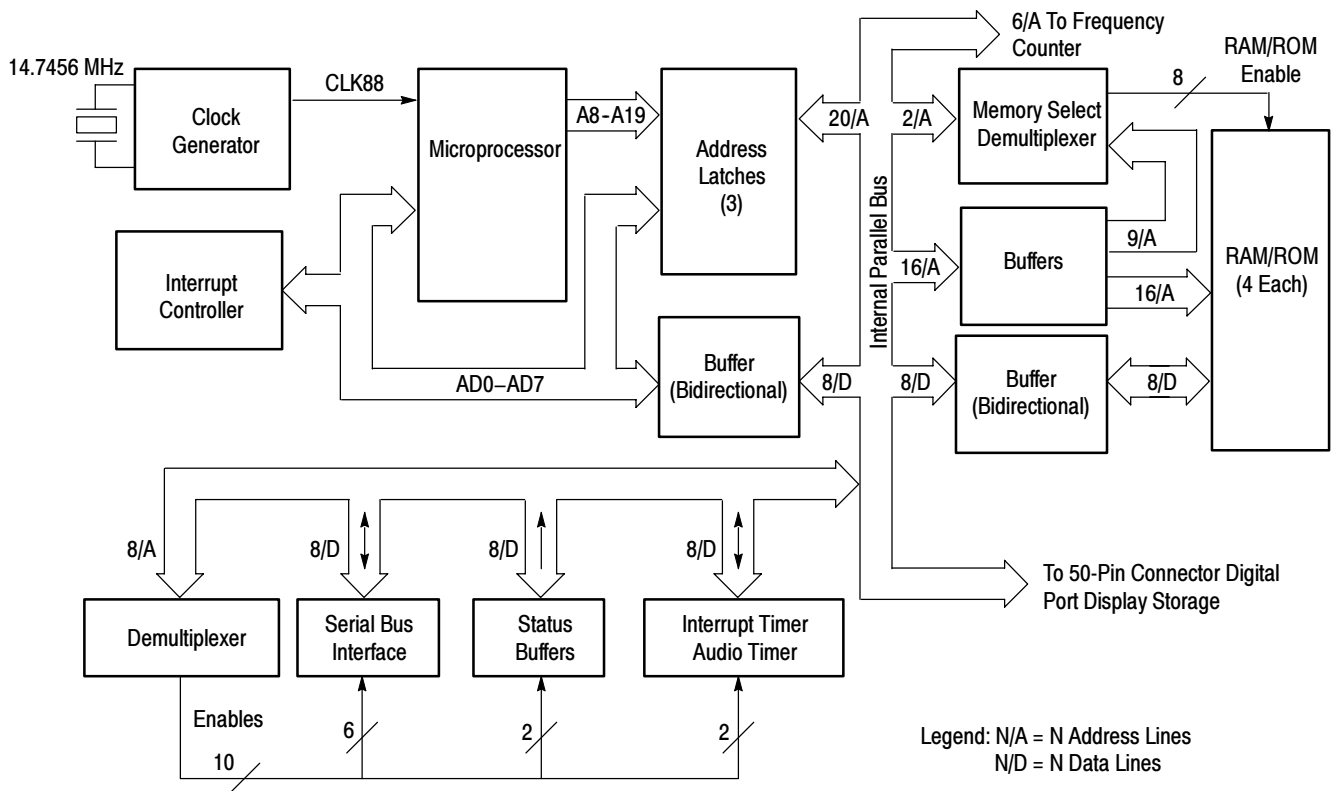 14.7456 MHz
Clock
Generator
CLK88
Microprocessor
A8-A19
Address
Latches
(3)
20/A
2/A
6/A To Frequency
Counter
Memory Select
Demultiplexer
8
RAM/ROM
Enable
Interrupt
Controller
AD0–AD7
Buffer
(Bidirectional)
8/D
Internal Parallel Bus
16/A
Buffers
9/A
16/A
RAM/ROM
(4 Each)
8/D
Buffer
(Bidirectional)
8/D
8/A
8/D
8/D
8/D
Demultiplexer
Serial Bus
Interface
Status
Buffers
Interrupt Timer
Audio Timer
To 50-Pin Connector Digital
Port Display Storage
Enables
10
6
2
2
Legend: N/A = N Address Lines
N/D = N Data Lines